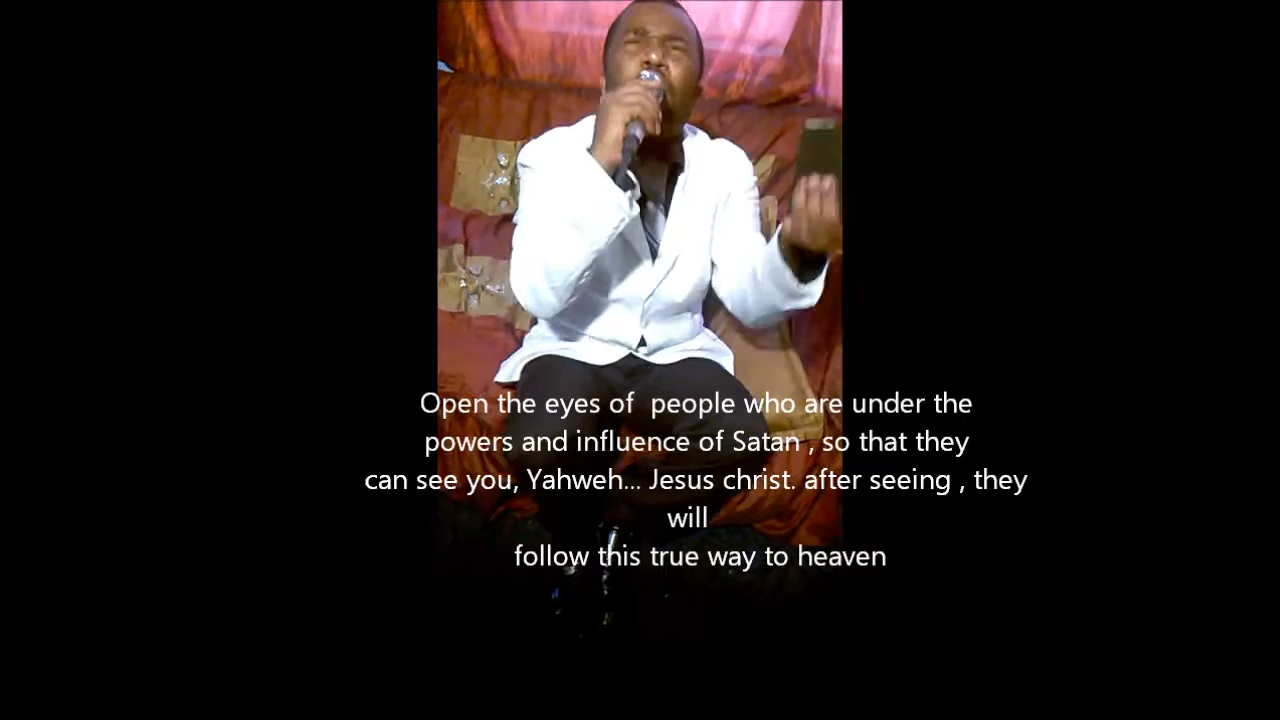 Open the eyes of  people who are under the
powers and influence of Satan , so that they
can see you, Yahweh... Jesus christ. after seeing , they
will
follow this true way to heaven